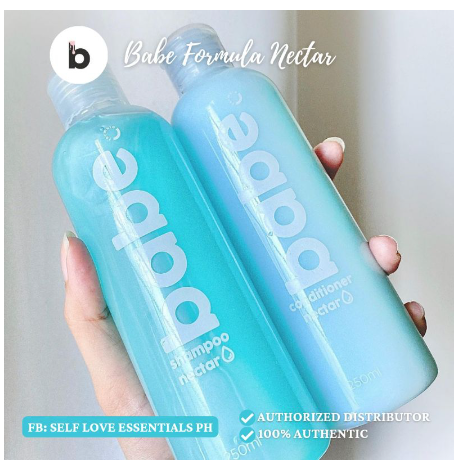 b
Babe Formula Nectar
babe
shampoo
nectar
babe
conditioner
nectar
FB: SELF LOVE ESSENTIALS PH
AUTHORIZED DISTRIBUTOR
100% AUTHENTIC